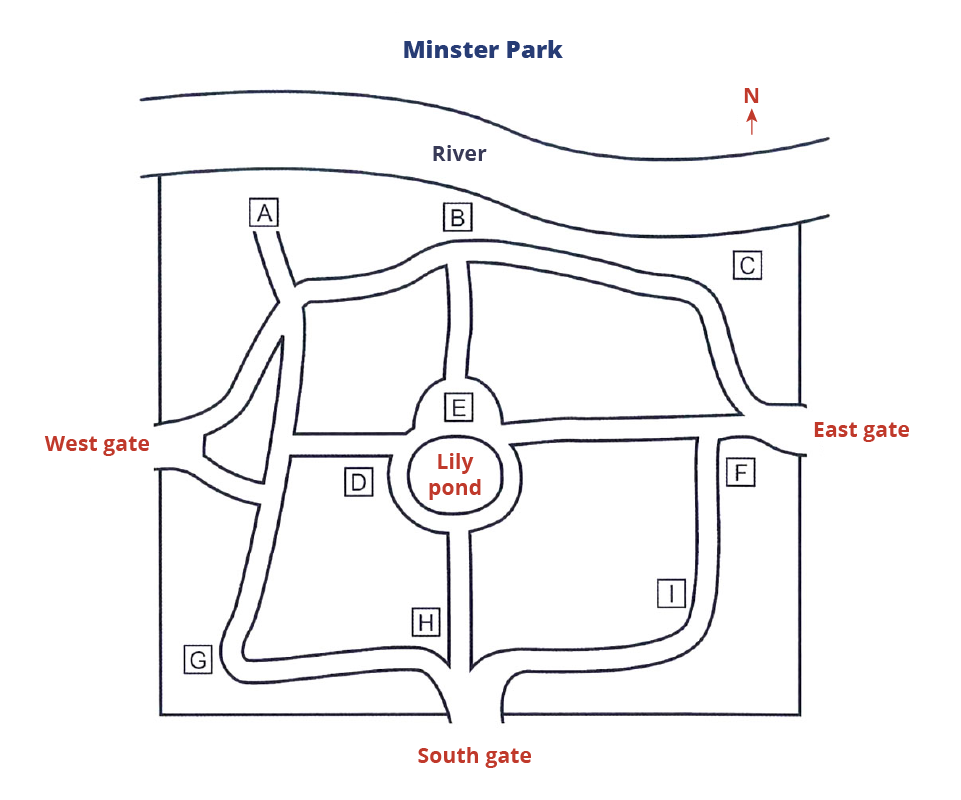 Minster Park
N
River
A
B
C
E
West gate
East gate
Lily
pond
D
F
I
H
G
South gate